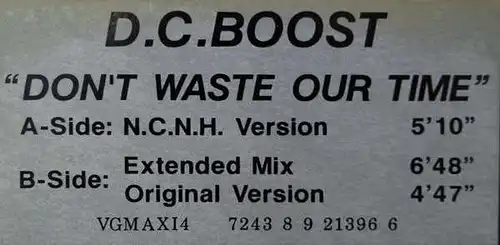 D.C.BOOST
"DON'T WASTE OUR TIME"
A-Side: N.C.N.H. Version 5'10"
B-Side: Extended Mix 6'48"
Original Version 4'47"
VGMAXI4 7243 8 9 21396 6